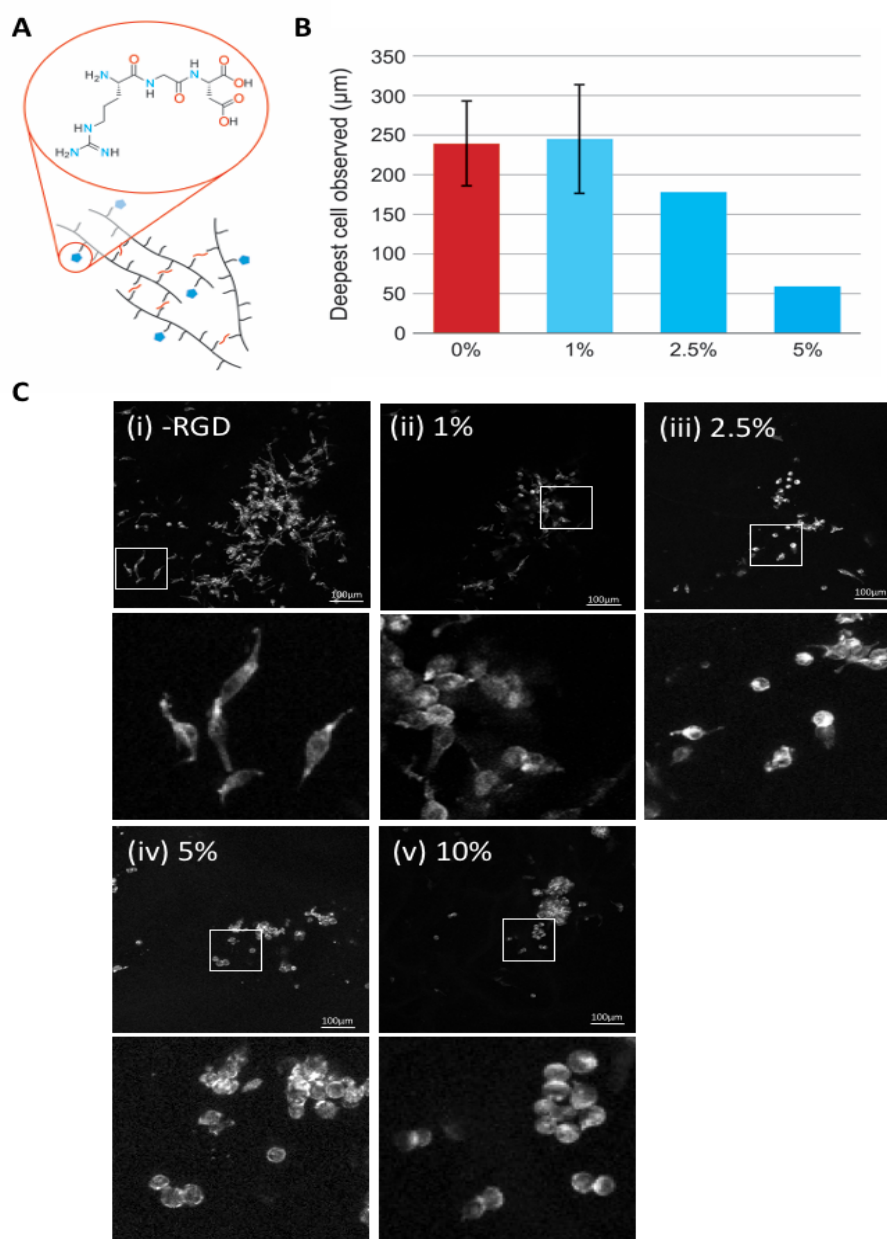 A
O
H
N
O
H₂N
N
H
OH
O
O
HN
OH
H₂N
NH
B
Deepest cell observed (µm)
350
300
250
200
150
100
50
0
0%
1%
2.5%
5%
C
(i) -RGD
100µm
(ii) 1%
100µm
(iii) 2.5%
100µm
(iv) 5%
100µm
(v) 10%
100µm